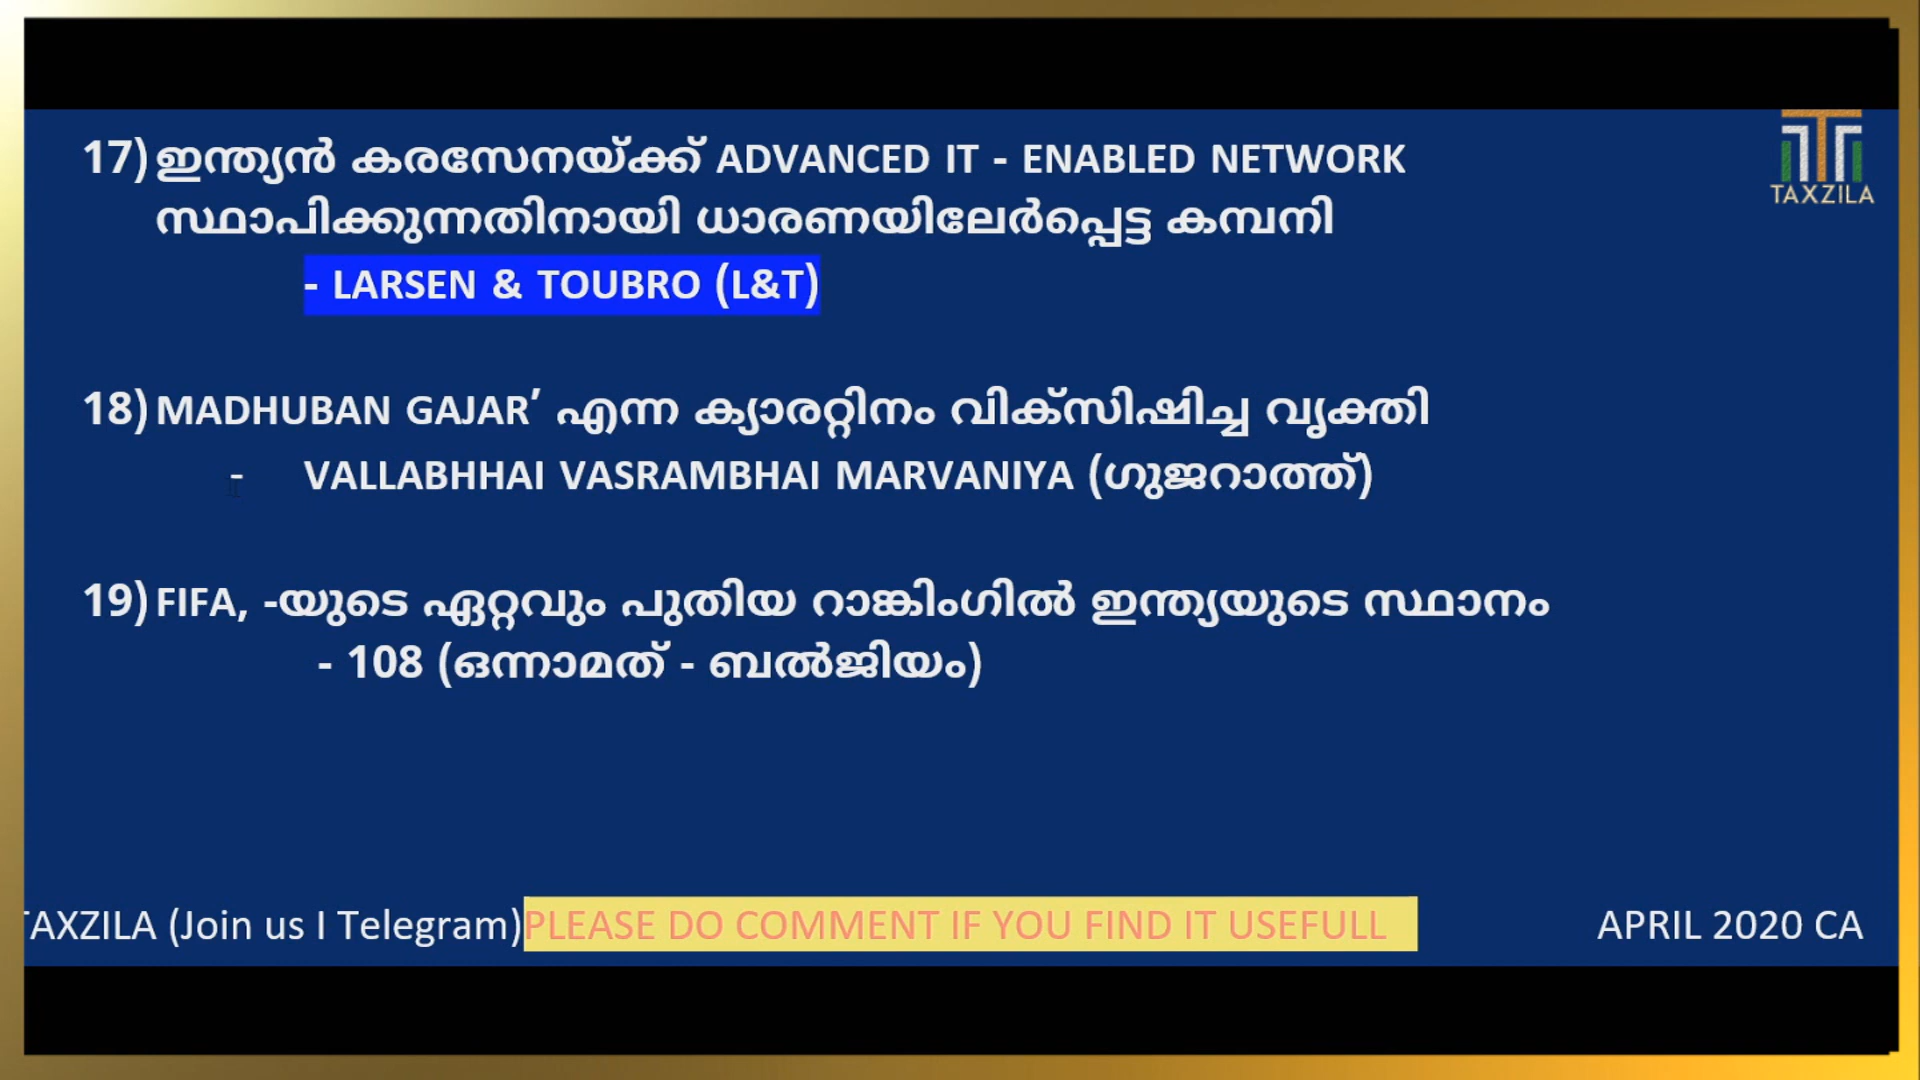 17) ഇന്ത്യൻ കരസേനയ്ക്ക് ADVANCED IT - ENABLED NETWORK
സ്ഥാപിക്കുന്നതിനായി ധാരണയിലേർപ്പെട്ട കമ്പനി
- LARSEN & TOUBRO (L&T)
18) MADHUBAN GAJAR’ എന്ന ക്യാരറ്റിനം വിക്സിഷിച്ച വൃക്തി
- VALLABHHAI VASRAMBHAI MARVANIYA (ഗുജറാത്ത്)
19) FIFA, -യുടെ ഏറ്റവും പുതിയ റാങ്കിംഗിൽ ഇന്ത്യയുടെ സ്ഥാനം
- 108 (ഒന്നാമത് - ബൽജിയം)
TAXZILA
TAXZILA (Join us I Telegram) PLEASE DO COMMENT IF YOU FIND IT USEFULL APRIL 2020 CA